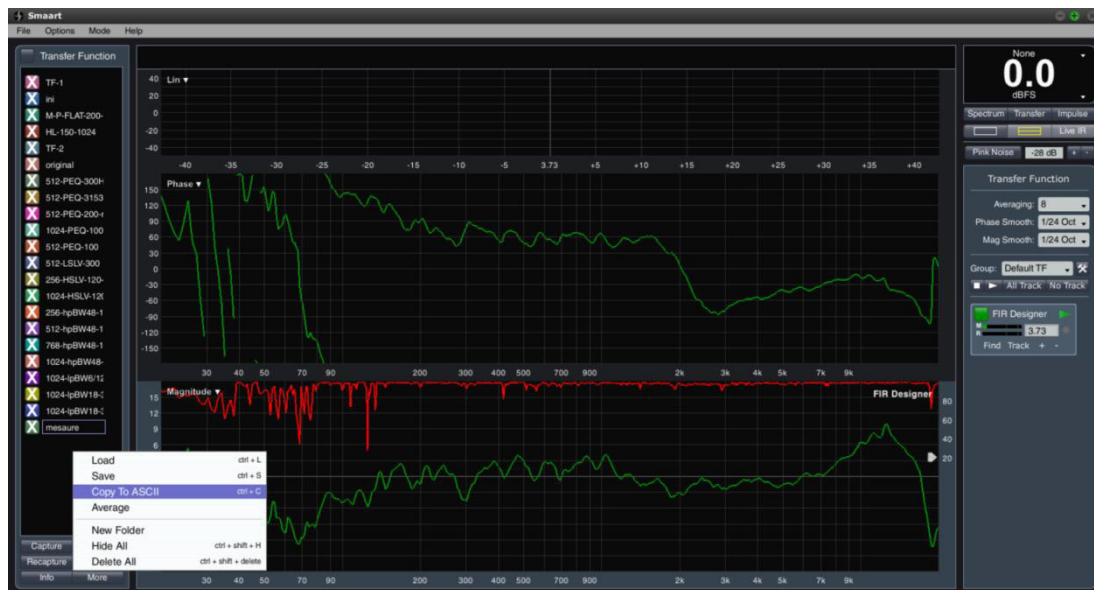 Smaart
File Options Mode Help
Transfer Function
TF-1
ini
M-P-FLAT-200-
HL-150-1024
TF-2
original
512-PEQ-300H
512-PEQ-3153
512-PEQ-200-r
1024-PEQ-100
512-PEQ-100
512-LSLV-300
256-HSLV-120-
1024-HSLV-12(
256-hpBW48-1
512-hpBW48-1
768-hpBW48-1
1024-hpBW48-
1024-lpBW6/12
1024-lpBW18-3
1024-lpBW18-3
mesaure
Load ctrl + L
Save ctrl + S
Copy To ASCII ctrl + C
Average
New Folder
Hide All ctrl + shift + H
Delete All ctrl + shift + delete
Capture
Recapture
Info More
Lin
40
20
0
-20
-40
-40 -35 -30 -25 -20 -15 -10 -5 3.73 +5 +10 +15 +20 +25 +30 +35 +40
Phase
150
120
90
60
30
0
-30
-60
-90
-120
-150
30 40 50 70 90 200 300 400 500 700 900 2k 3k 4k 5k 7k 9k
Magnitude FIR Designer
15
12
9
6
80
60
40
20
30 40 50 70 90 200 300 400 500 700 900 2k 3k 4k 5k 7k 9k
None
0.0
dBFS
Spectrum Transfer Impulse
Live IR
Pink Noise -28 dB + -
Transfer Function
Averaging: 8
Phase Smooth: 1/24 Oct
Mag Smooth: 1/24 Oct
Group: Default TF
All Track No Track
FIR Designer
M
R
3.73
Find Track + -